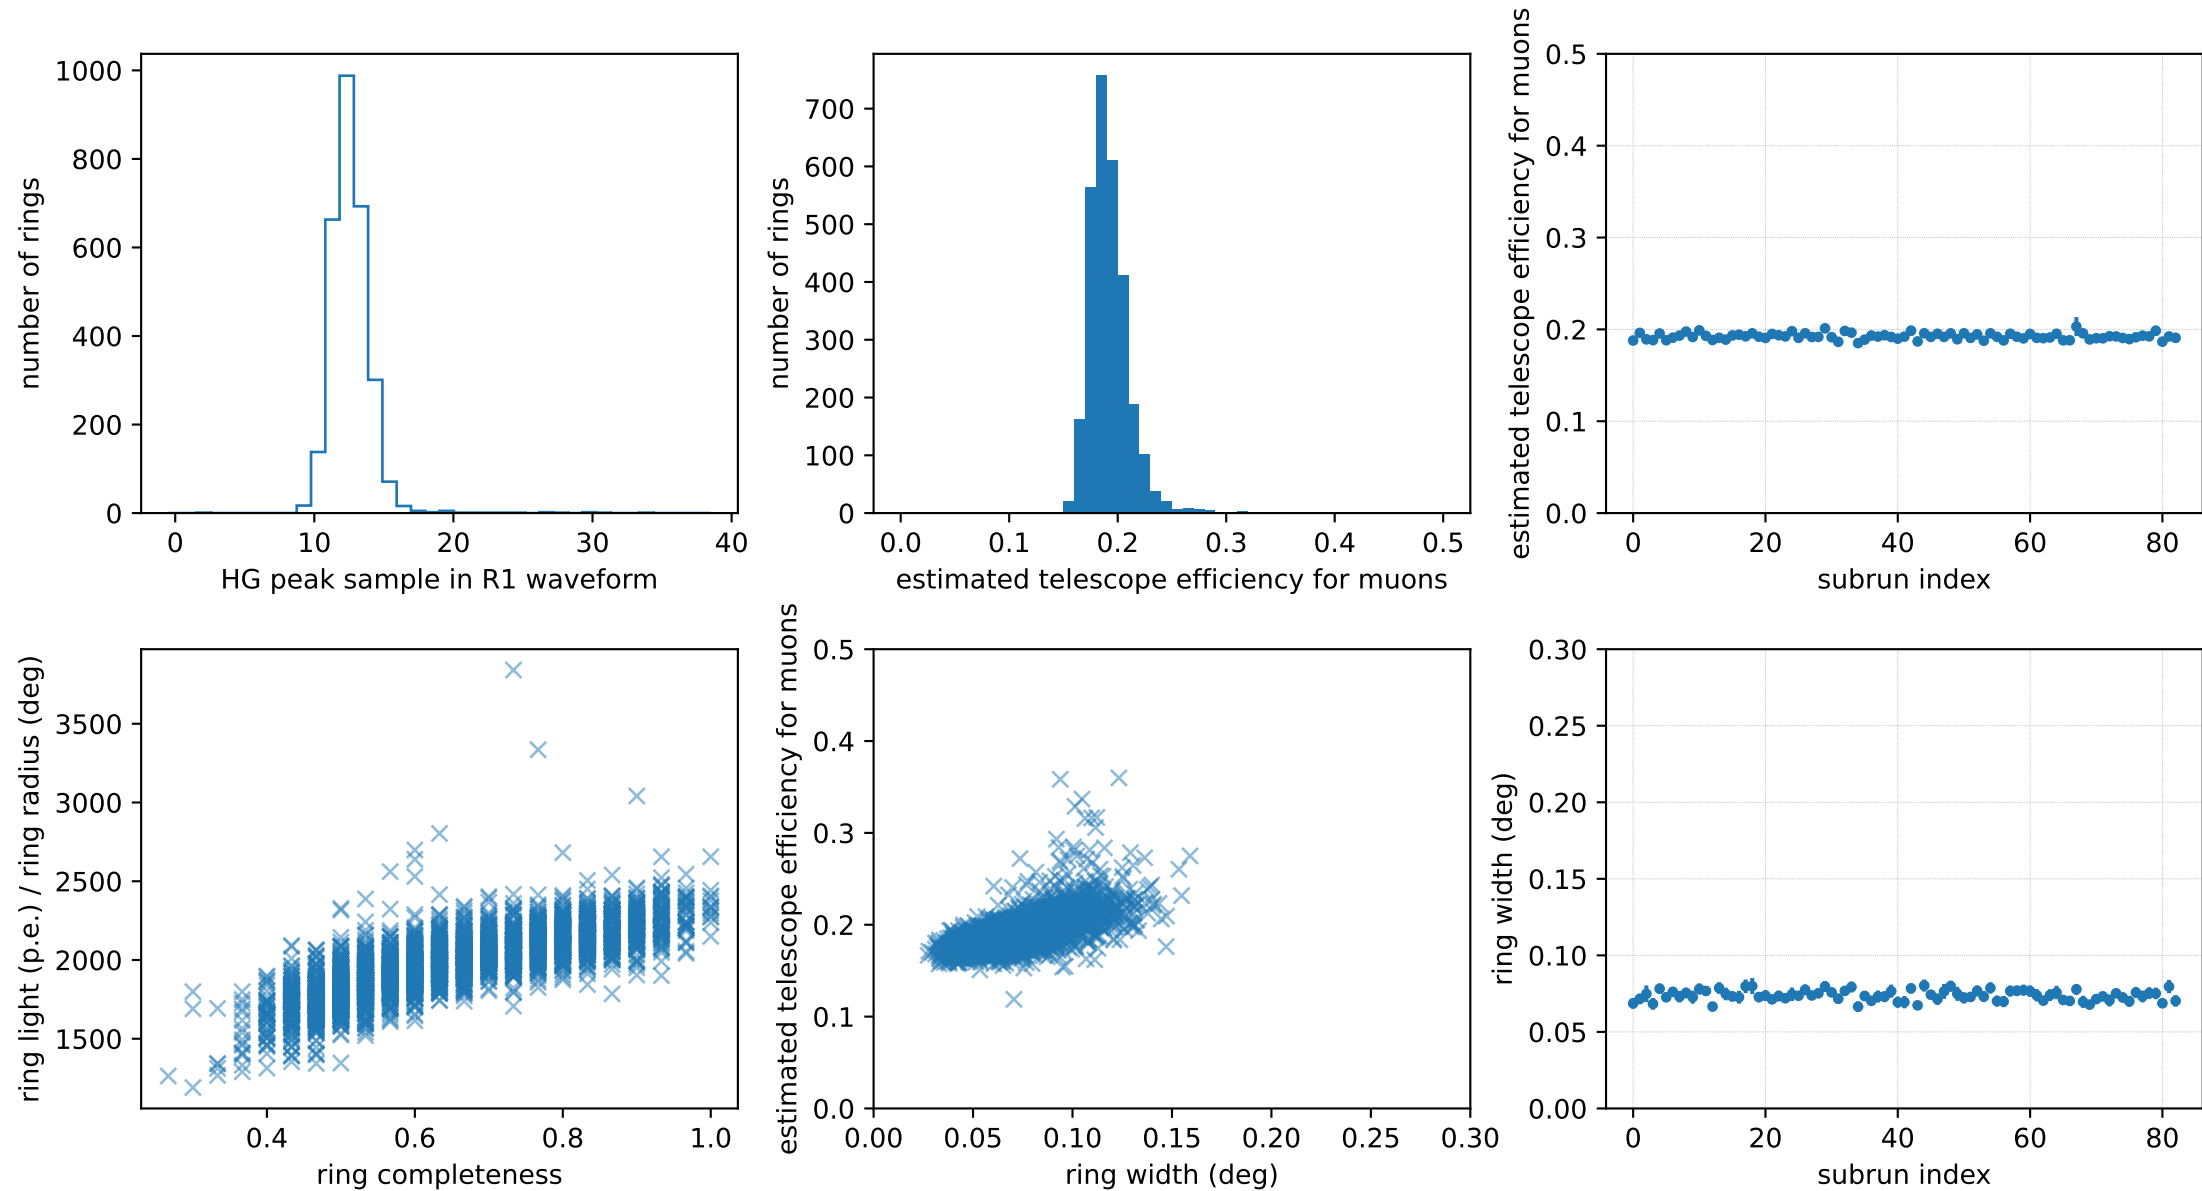 1000
800
600
400
200
0
number of rings
0 10 20 30 40
HG peak sample in R1 waveform
700
600
500
400
300
200
100
0
number of rings
0.0 0.1 0.2 0.3 0.4 0.5
estimated telescope efficiency for muons
0.5
0.4
0.3
0.2
0.1
0.0
estimated telescope efficiency for muons
0 20 40 60 80
subrun index
3500
3000
2500
2000
1500
ring light (p.e.) / ring radius (deg)
0.4 0.6 0.8 1.0
ring completeness
0.5
0.4
0.3
0.2
0.1
0.0
estimated telescope efficiency for muons
0.00 0.05 0.10 0.15 0.20 0.25 0.30
ring width (deg)
0.30
0.25
0.20
0.15
0.10
0.05
0.00
ring width (deg)
0 20 40 60 80
subrun index